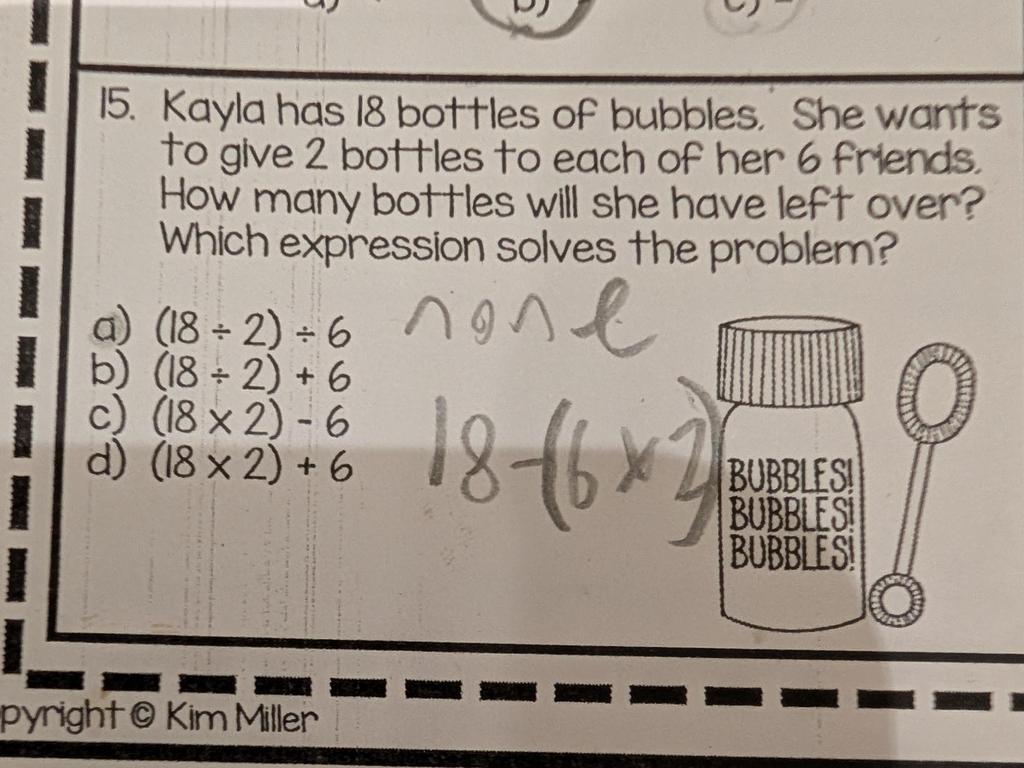 b)
c)
15. Kayla has 18 bottles of bubbles. She wants
to give 2 bottles to each of her 6 friends.
How many bottles will she have left over?
Which expression solves the problem?
a) (18 ÷ 2) ÷ 6
b) (18 ÷ 2) + 6
c) (18 x 2) - 6
d) (18 x 2) + 6
none
18-(6x2)
BUBBLES!
BUBBLES!
BUBBLES!
pyright © Kim Miller